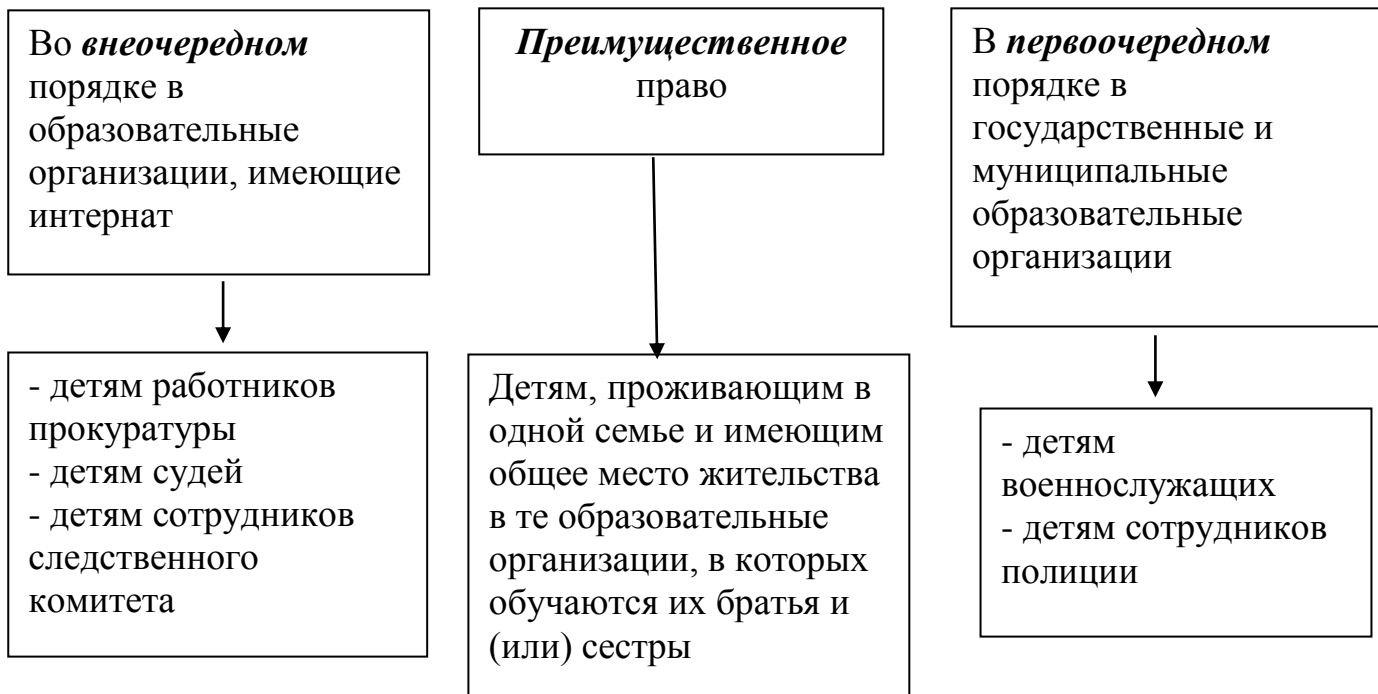 Во внеочередном
порядке в
образовательные
организации, имеющие
интернат
Преимущественное
право
В первоочередном
порядке в
государственные и
муниципальные
образовательные
организации
- детям работников
прокуратуры
- детям судей
- детям сотрудников
следственного
комитета
Детям, проживающим в
одной семье и имеющим
общее место жительства
в те образовательные
организации, в которых
обучаются их братья и
(или) сестры
- детям
военнослужащих
- детям сотрудников
полиции